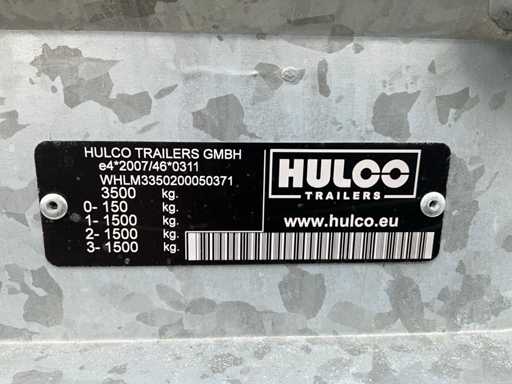 HULCO TRAILERS GMBH
e4*2007/46*0311
WHLM3350200050371
3500 kg.
0- 150 kg.
1- 1500 kg.
2- 1500 kg.
3- 1500 kg.
HULCO
TRAILERS
www.hulco.eu